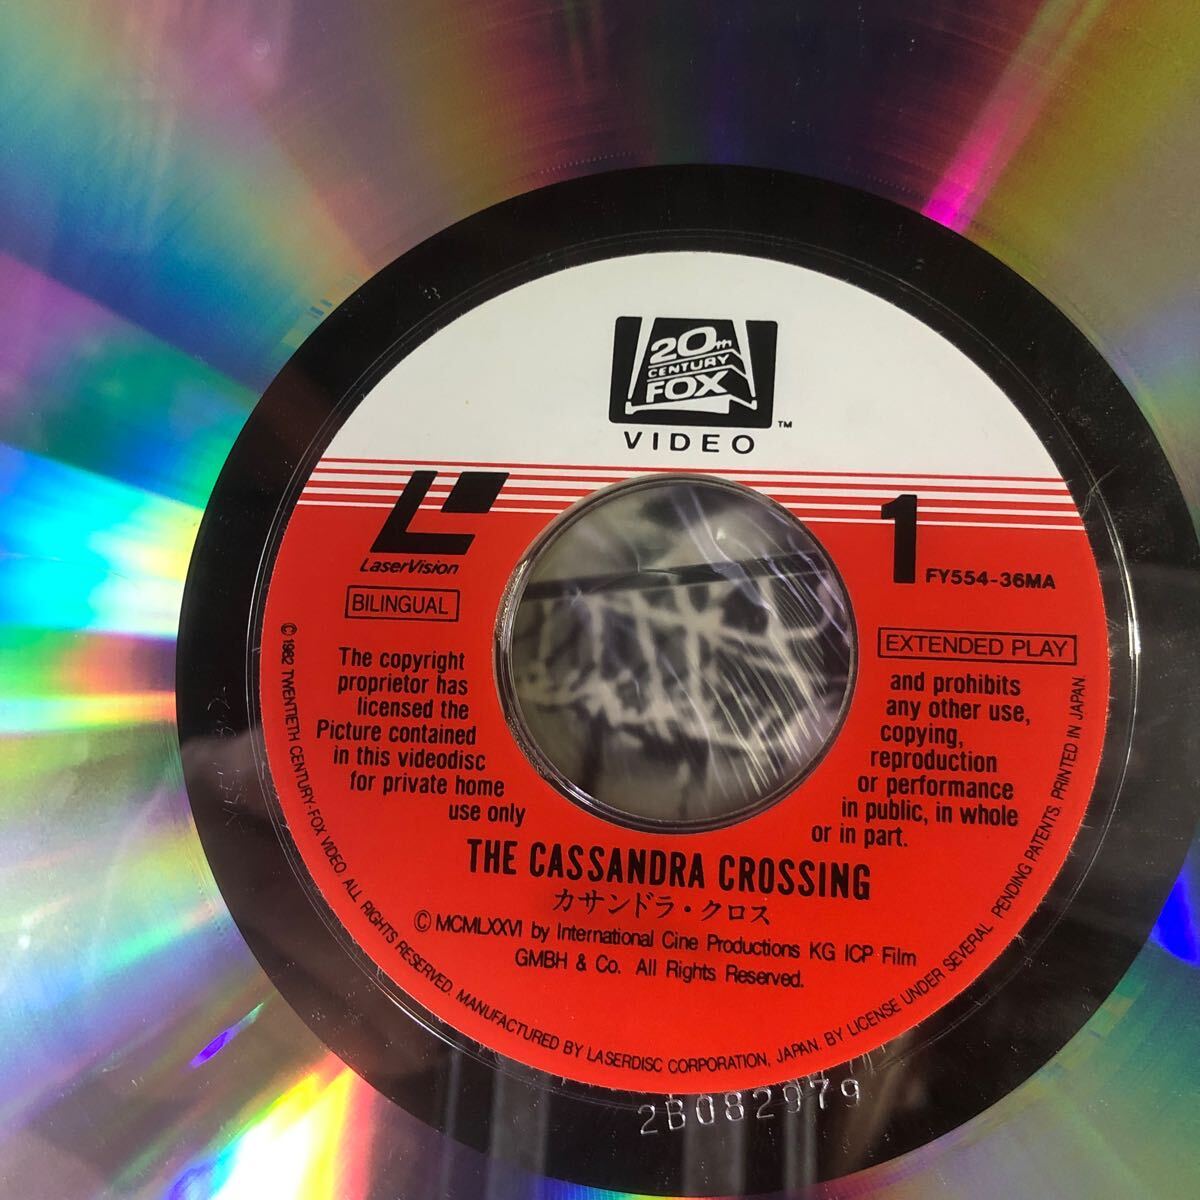 20th
CENTURY
FOX
TM
VIDEO
LaserVision
BILINGUAL
1
FY554-36MA
EXTENDED PLAY
The copyright
proprietor has
licensed the
Picture contained
in this videodisc
for private home
use only
and prohibits
any other use,
copying,
reproduction
or performance
in public, in whole
or in part.
THE CASSANDRA CROSSING
カサンドラ・クロス
© MCMLXXVI by International Cine Productions KG ICP Film
GMBH & Co. All Rights Reserved.
© 1982 TWENTIETH CENTURY-FOX VIDEO. ALL RIGHTS RESERVED. MANUFACTURED BY LASERDISC CORPORATION, JAPAN. BY LICENSE UNDER SEVERAL PENDING PATENTS. PRINTED IN JAPAN.
2B082979